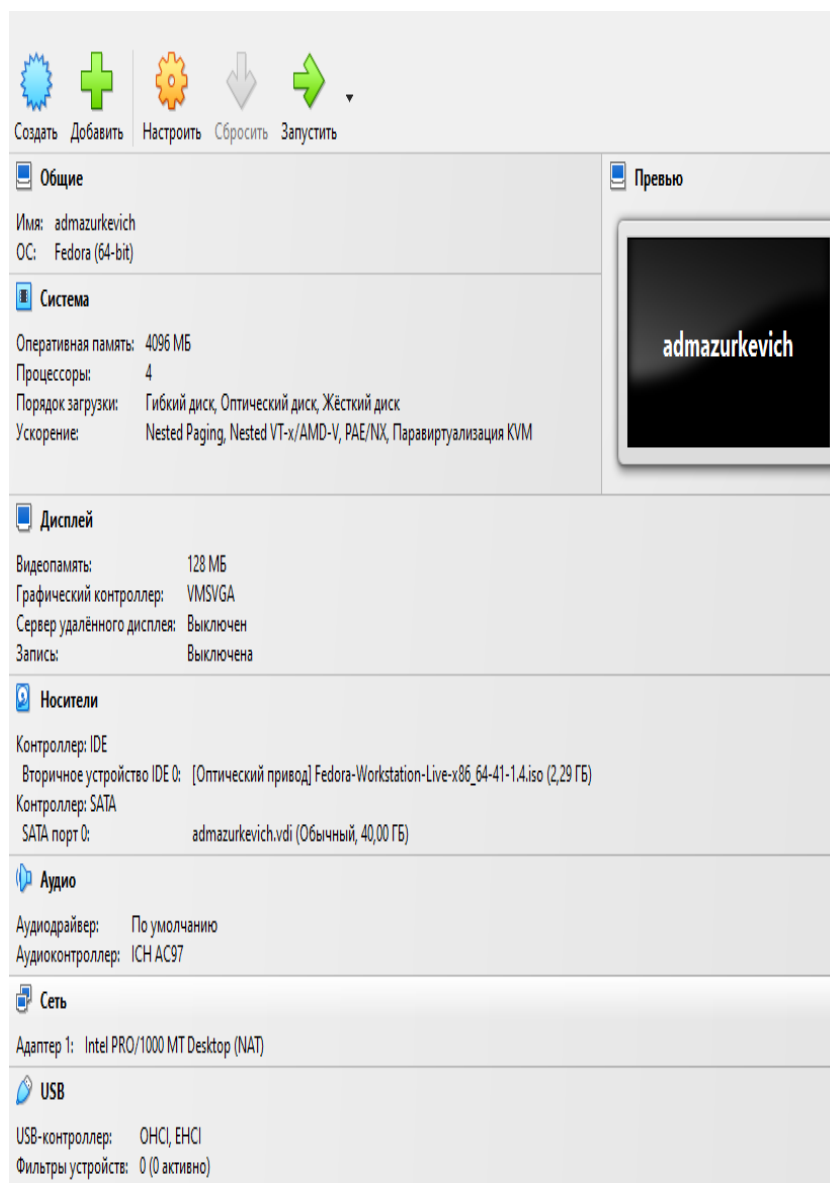 Создать Добавить Настроить Сбросить Запустить
Общие
Имя: admazurkevich
ОС: Fedora (64-bit)
Превью
admazurkevich
Система
Оперативная память: 4096 МБ
Процессоры: 4
Порядок загрузки: Гибкий диск, Оптический диск, Жёсткий диск
Ускорение: Nested Paging, Nested VT-x/AMD-V, PAE/NX, Паравиртуализация KVM
Дисплей
Видеопамять: 128 МБ
Графический контроллер: VMSVGA
Сервер удалённого дисплея: Выключен
Запись: Выключена
Носители
Контроллер: IDE
Вторичное устройство IDE 0: [Оптический привод] Fedora-Workstation-Live-x86_64-41-1.4.iso (2,29 ГБ)
Контроллер: SATA
SATA порт 0: admazurkevich.vdi (Обычный, 40,00 ГБ)
Аудио
Аудиодрайвер: По умолчанию
Аудиоконтроллер: ICH AC97
Сеть
Адаптер 1: Intel PRO/1000 MT Desktop (NAT)
USB
USB-контроллер: OHCI, EHCI
Фильтры устройств: 0 (0 активно)